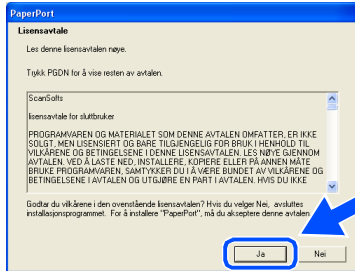 PaperPort
Lisensavtale
Les denne lisensavtalen nøye.
Trykk PGDN for å vise resten av avtalen.
ScanSofts
lisensavtale for sluttbruker
PROGRAMVAREN OG MATERIALET SOM DENNE AVTALEN OMFATTER, ER IKKE
SOLGT, MEN LISENSIERT OG BARE TILGJENGELIG FOR BRUK I HENHOLD TIL
VILKÅRENE OG BETINGELSENE I DENNE LISENSAVTALEN. LES NØYE GJENNOM
AVTALEN. VED Å LASTE NED, INSTALLERE, KOPIERE ELLER PÅ ANNEN MÅTE
BRUKE PROGRAMVAREN, SAMTYKKER DU I Å VÆRE BUNDET AV VILKÅRENE OG
BETINGELSENE I AVTALEN OG UTGJØRE EN PART I AVTALEN. HVIS DU IKKE
Godtar du vilkårene i den ovenstående lisensavtalen? Hvis du velger Nei, avsluttes
installasjonsprogrammet. For å installere "PaperPort", må du akseptere denne avtalen.
Ja
Nei